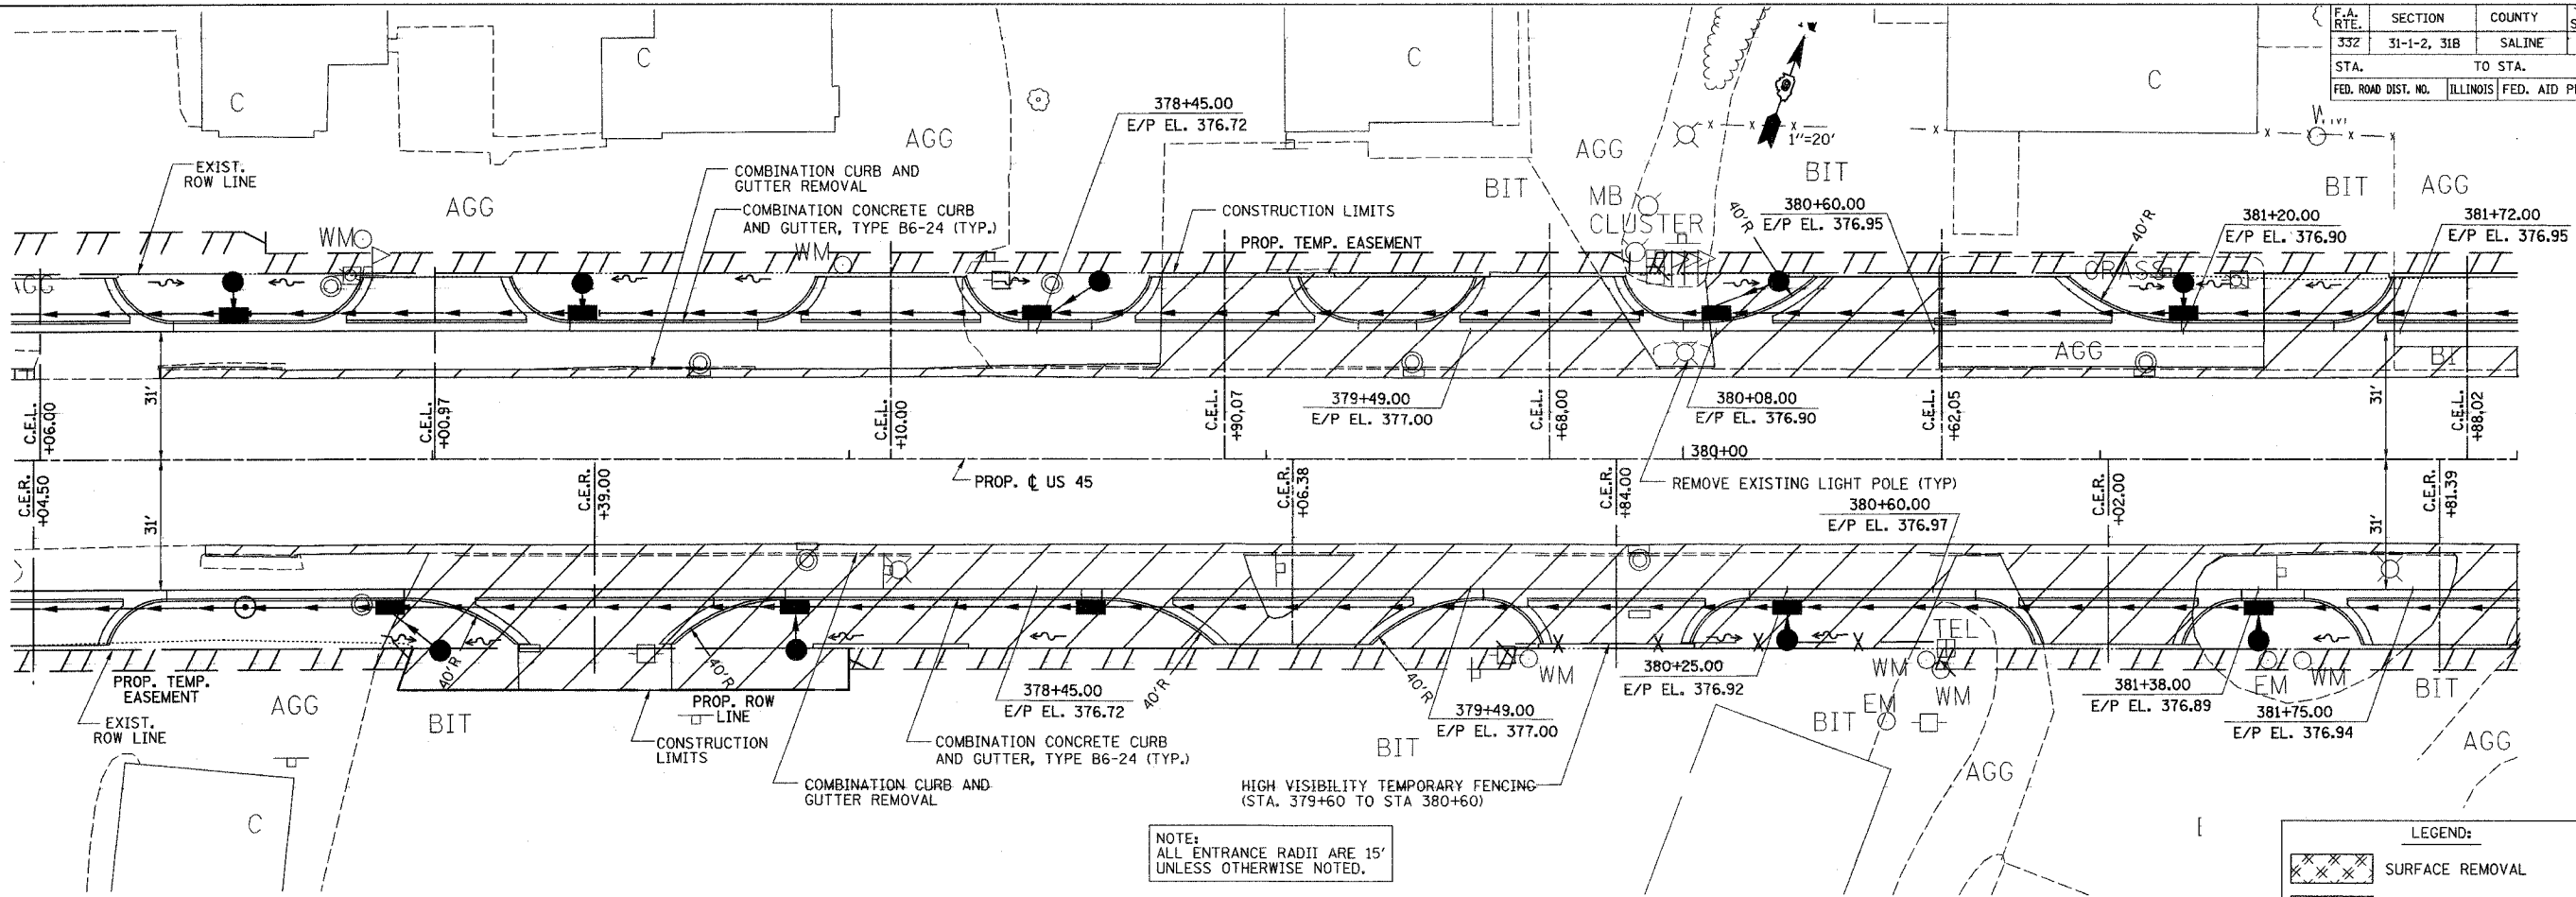 F.A. RTE. SECTION COUNTY
332 31-1-2, 31B SALINE
STA. TO STA.
FED. ROAD DIST. NO. ILLINOIS FED. AID
C
C
C
C
378+45.00
E/P EL. 376.72
AGG
AGG
1"=20'
BIT
BIT
BIT
AGG
EXIST.
ROW LINE
AGG
COMBINATION CURB AND
GUTTER REMOVAL
COMBINATION CONCRETE CURB
AND GUTTER, TYPE B6-24 (TYP.)
CONSTRUCTION LIMITS
PROP. TEMP. EASEMENT
MB
CLUSTER
40'R
380+60.00
E/P EL. 376.95
40'R
381+20.00
E/P EL. 376.90
381+72.00
E/P EL. 376.95
WM
WM
GRASS
AGG
31'
31'
C.E.L.
+06.00
C.E.L.
+00.97
C.E.L.
+10.00
C.E.L.
+90.07
379+49.00
E/P EL. 377.00
C.E.L.
+68.00
380+08.00
E/P EL. 376.90
C.E.L.
+62.05
C.E.L.
+88.02
380+00
PROP. ℄ US 45
REMOVE EXISTING LIGHT POLE (TYP)
C.E.R.
+04.50
31'
C.E.R.
+39.00
C.E.R.
+06.38
C.E.R.
+84.00
380+60.00
E/P EL. 376.97
C.E.R.
+02.00
31'
C.E.R.
+81.39
PROP. TEMP.
EASEMENT
EXIST.
ROW LINE
AGG
BIT
40'R
40'R
PROP. ROW
LINE
CONSTRUCTION
LIMITS
378+45.00
E/P EL. 376.72
40'R
COMBINATION CONCRETE CURB
AND GUTTER, TYPE B6-24 (TYP.)
COMBINATION CURB AND
GUTTER REMOVAL
40'R
379+49.00
E/P EL. 377.00
BIT
WM
380+25.00
E/P EL. 376.92
TEL
WM
WM
EM
BIT
AGG
381+38.00
E/P EL. 376.89
EM
WM
381+75.00
E/P EL. 376.94
BIT
AGG
HIGH VISIBILITY TEMPORARY FENCING
(STA. 379+60 TO STA 380+60)
C
NOTE:
ALL ENTRANCE RADII ARE 15'
UNLESS OTHERWISE NOTED.
LEGEND:
SURFACE REMOVAL